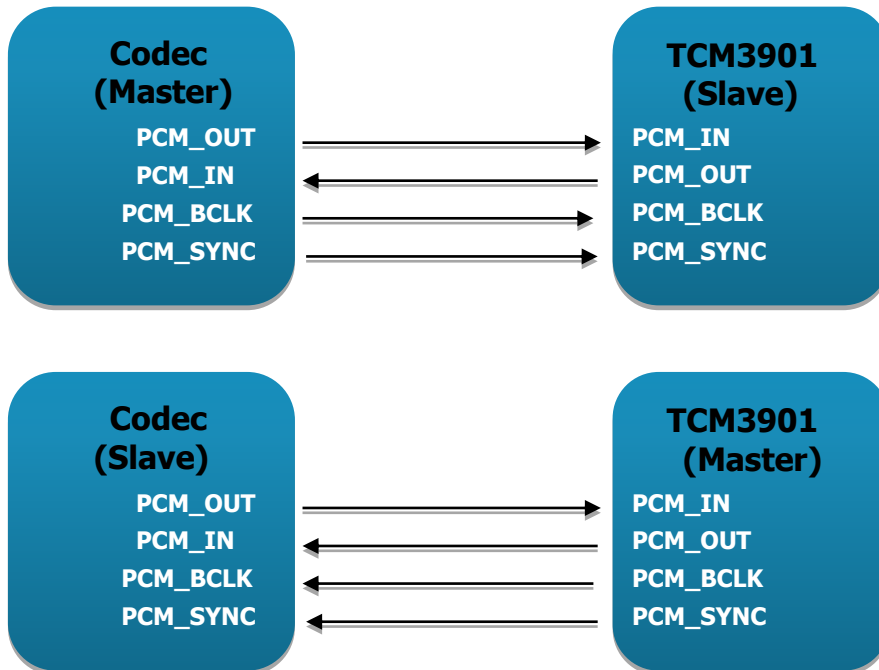 Codec
(Master)
PCM_OUT
PCM_IN
PCM_BCLK
PCM_SYNC
TCM3901
(Slave)
PCM_IN
PCM_OUT
PCM_BCLK
PCM_SYNC
Codec
(Slave)
PCM_OUT
PCM_IN
PCM_BCLK
PCM_SYNC
TCM3901
(Master)
PCM_IN
PCM_OUT
PCM_BCLK
PCM_SYNC